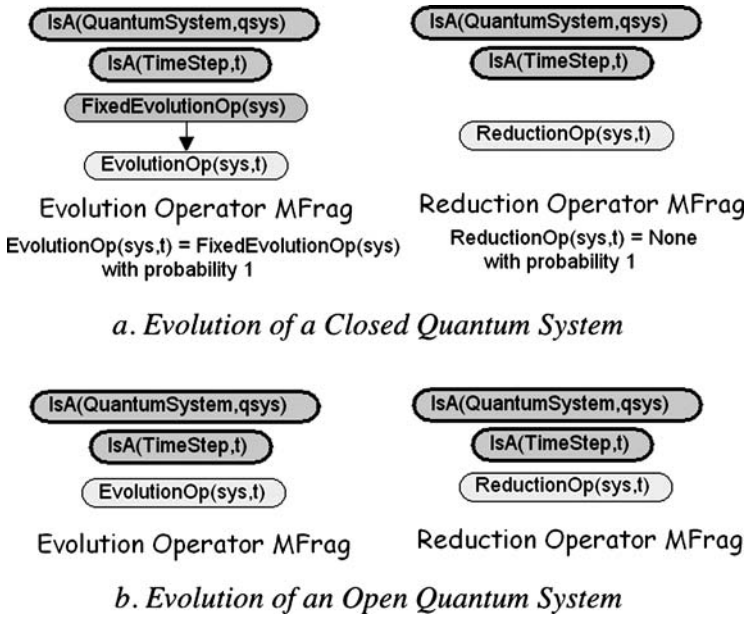 IsA(QuantumSystem,qsys)
IsA(TimeStep,t)
FixedEvolutionOp(sys)
EvolutionOp(sys,t)
Evolution Operator MFrag
EvolutionOp(sys,t) = FixedEvolutionOp(sys)
with probability 1
IsA(QuantumSystem,qsys)
IsA(TimeStep,t)
ReductionOp(sys,t)
Reduction Operator MFrag
ReductionOp(sys,t) = None
with probability 1
a. Evolution of a Closed Quantum System
IsA(QuantumSystem,qsys)
IsA(TimeStep,t)
EvolutionOp(sys,t)
Evolution Operator MFrag
IsA(QuantumSystem,qsys)
IsA(TimeStep,t)
ReductionOp(sys,t)
Reduction Operator MFrag
b. Evolution of an Open Quantum System